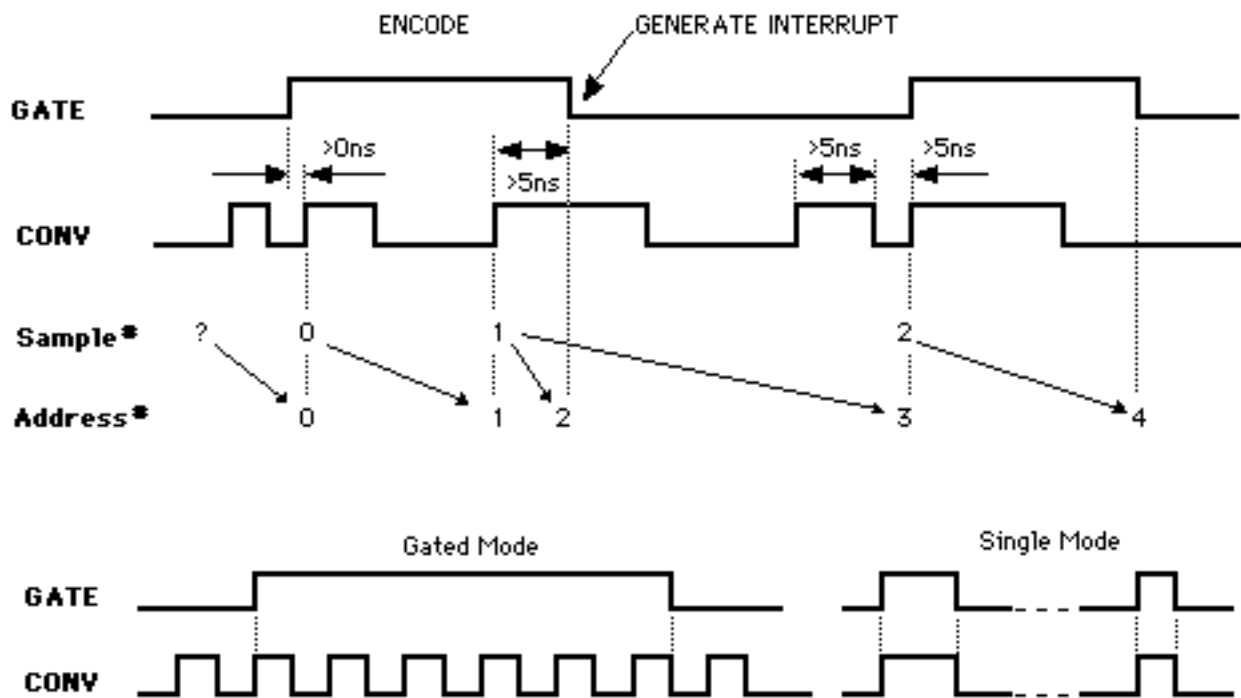 ENCODE GENERATE INTERRUPT
GATE
>0ns >5ns >5ns
>5ns
CONV
Sample# ? 0 1 2
Address# 0 1 2 3 4
Gated Mode Single Mode
GATE
CONV